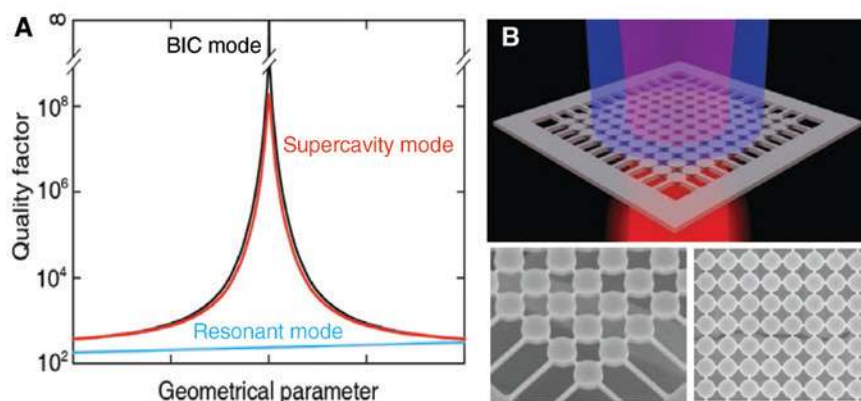 A
∞
BIC mode
10⁸
Supercavity mode
10⁶
Quality factor
10⁴
Resonant mode
10²
Geometrical parameter
B